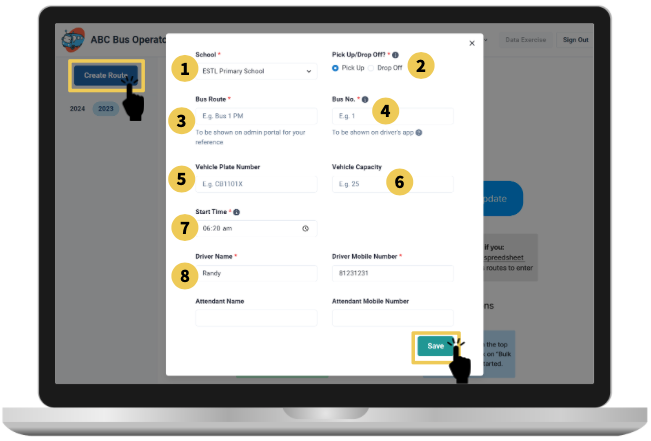 ABC Bus Operato
Data Exercise
Sign Out
Create Route
2024
2023
School *
ESTL Primary School
Pick Up/Drop Off? *
Pick Up
Drop Off
1
2
Bus Route *
E.g. Bus 1 PM
To be shown on admin portal for your
reference
3
Bus No. *
E.g. 1
To be shown on driver's app
4
Vehicle Plate Number
E.g. CB1101X
5
Vehicle Capacity
E.g. 25
6
Start Time *
06:20 am
7
Driver Name *
Randy
8
Driver Mobile Number *
81231231
Attendant Name
Attendant Mobile Number
Save
pdate
if you:
spreadsheet
routes to enter
ns
the top
on "Bulk
started.